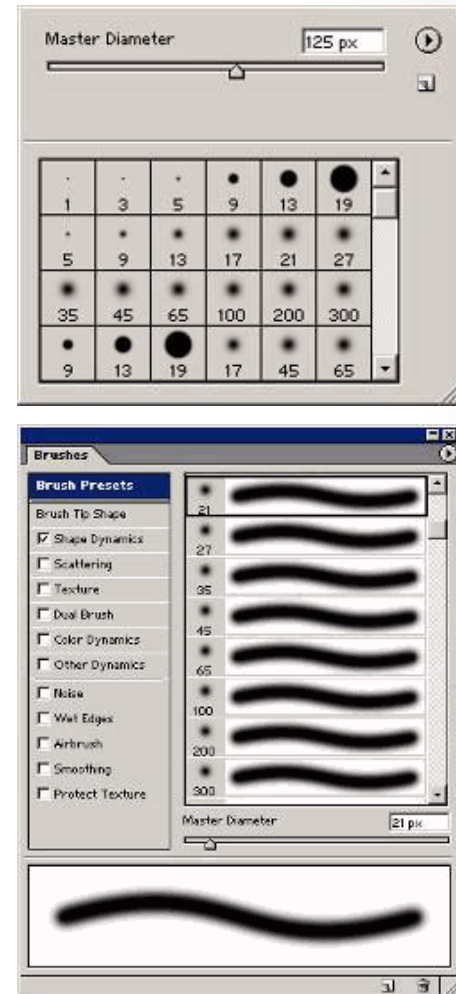 Master Diameter 125 px
1 3 5 9 13 19
5 9 13 17 21 27
35 45 65 100 200 300
9 13 19 17 45 65
Brushes
Brush Presets
Brush Tip Shape
Shape Dynamics
Scattering
Texture
Dual Brush
Color Dynamics
Other Dynamics
Noise
Wet Edges
Airbrush
Smoothing
Protect Texture
21
27
35
45
65
100
200
300
Master Diameter 21 px